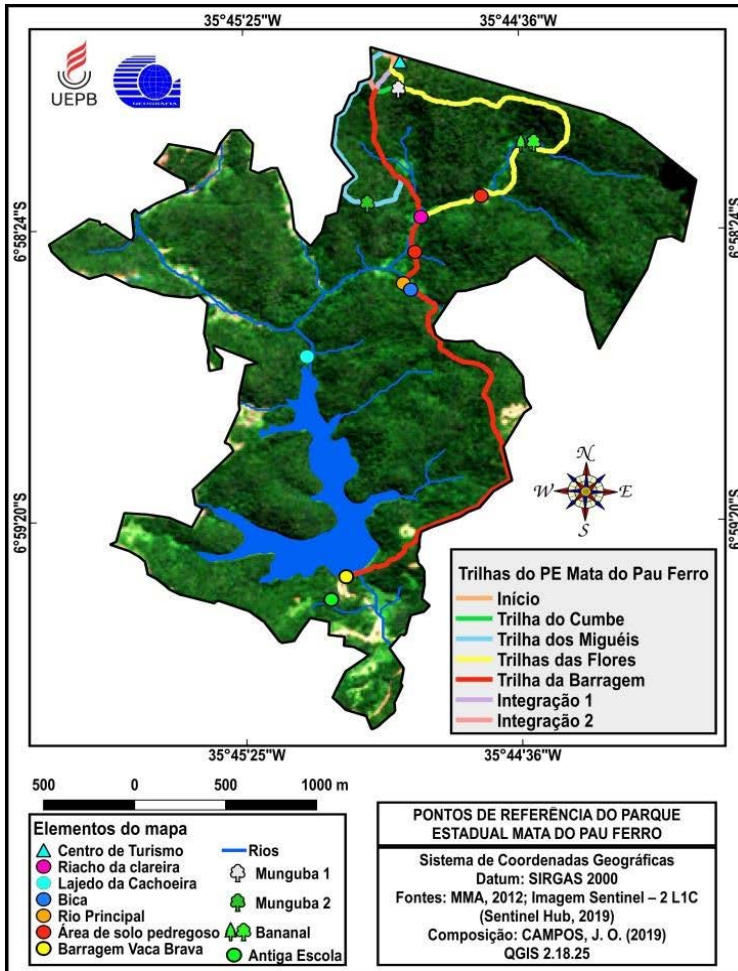 35°45'25"W
35°44'36"W
UEPB
GEOGRAFIA
6°58'24"S
6°58'24"S
N
W
E
S
6°59'20"S
6°59'20"S
Trilhas do PE Mata do Pau Ferro
Início
Trilha do Cumbe
Trilha dos Miguéis
Trilhas das Flores
Trilha da Barragem
Integração 1
Integração 2
35°45'25"W
35°44'36"W
500 0 500 1000 m
Elementos do mapa
Centro de Turismo
Riacho da clareira
Lajedo da Cachoeira
Bica
Rio Principal
Área de solo pedregoso
Barragem Vaca Brava
Rios
Munguba 1
Munguba 2
Bananal
Antiga Escola
PONTOS DE REFERÊNCIA DO PARQUE
ESTADUAL MATA DO PAU FERRO
Sistema de Coordenadas Geográficas
Datum: SIRGAS 2000
Fontes: MMA, 2012; Imagem Sentinel – 2 L1C
(Sentinel Hub, 2019)
Composição: CAMPOS, J. O. (2019)
QGIS 2.18.25